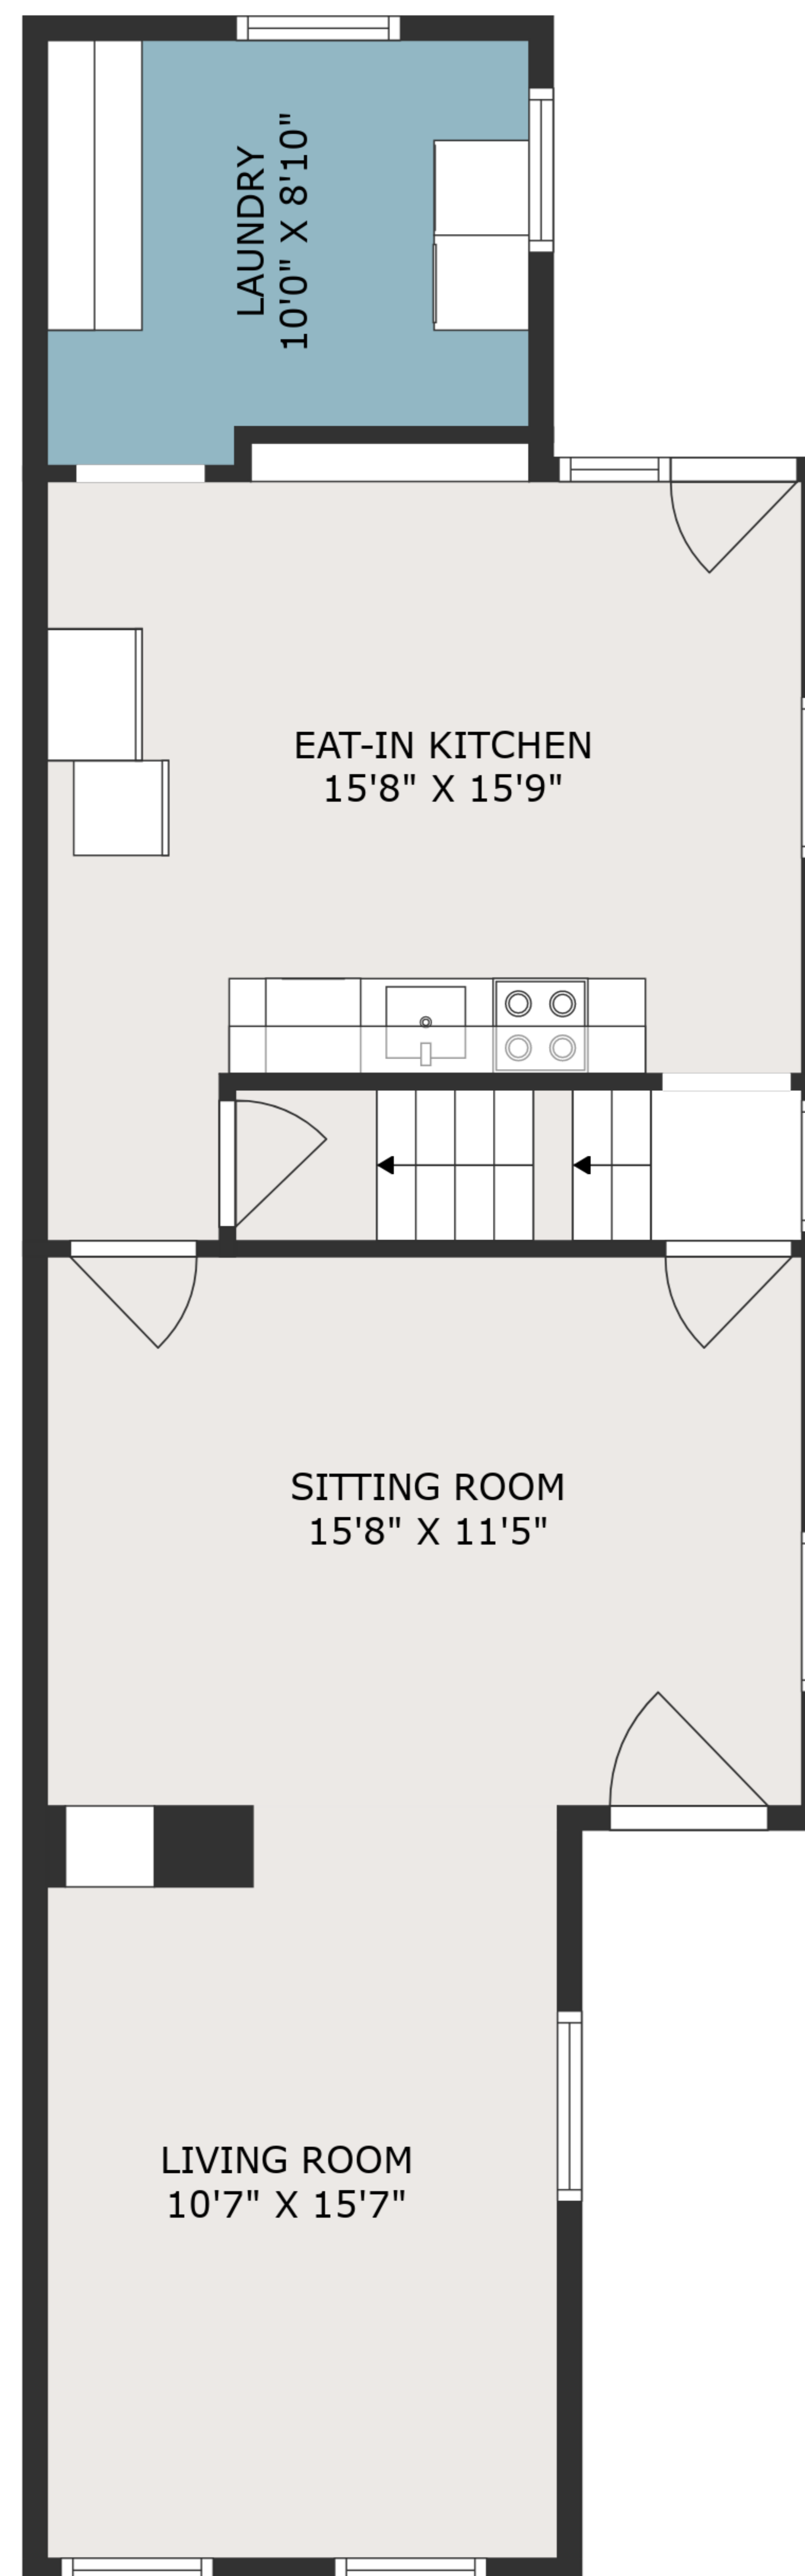 LAUNDRY
10'0" X 8'10"
EAT-IN KITCHEN
15'8" X 15'9"
SITTING ROOM
15'8" X 11'5"
LIVING ROOM
10'7" X 15'7"